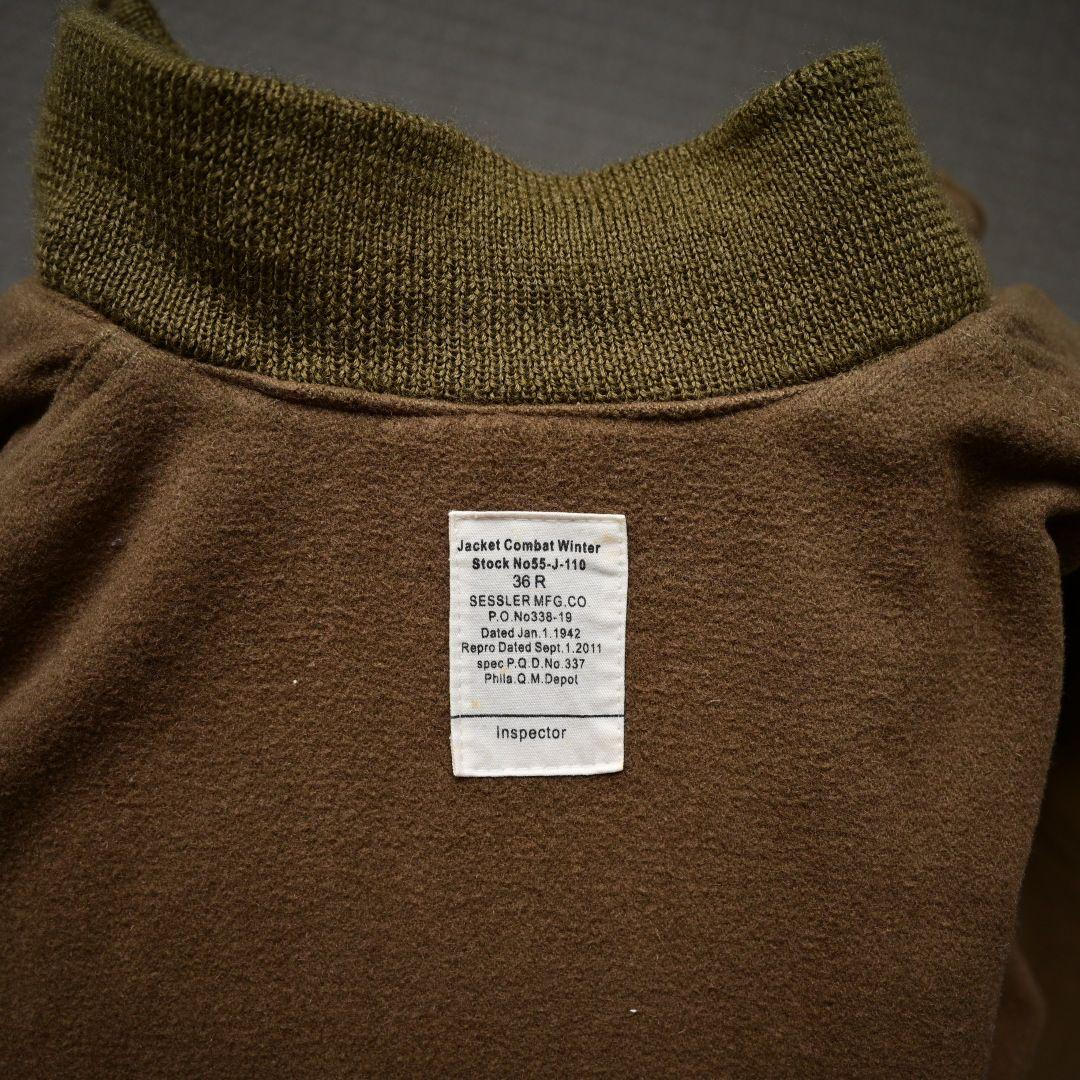 Jacket Combat Winter
Stock No55-J-110
36 R
SESSLER MFG.CO
P.O.No338-19
Dated Jan.1.1942
Repro Dated Sept.1.2011
spec P.Q.D.No.337
Phila.Q.M.Depot
Inspector